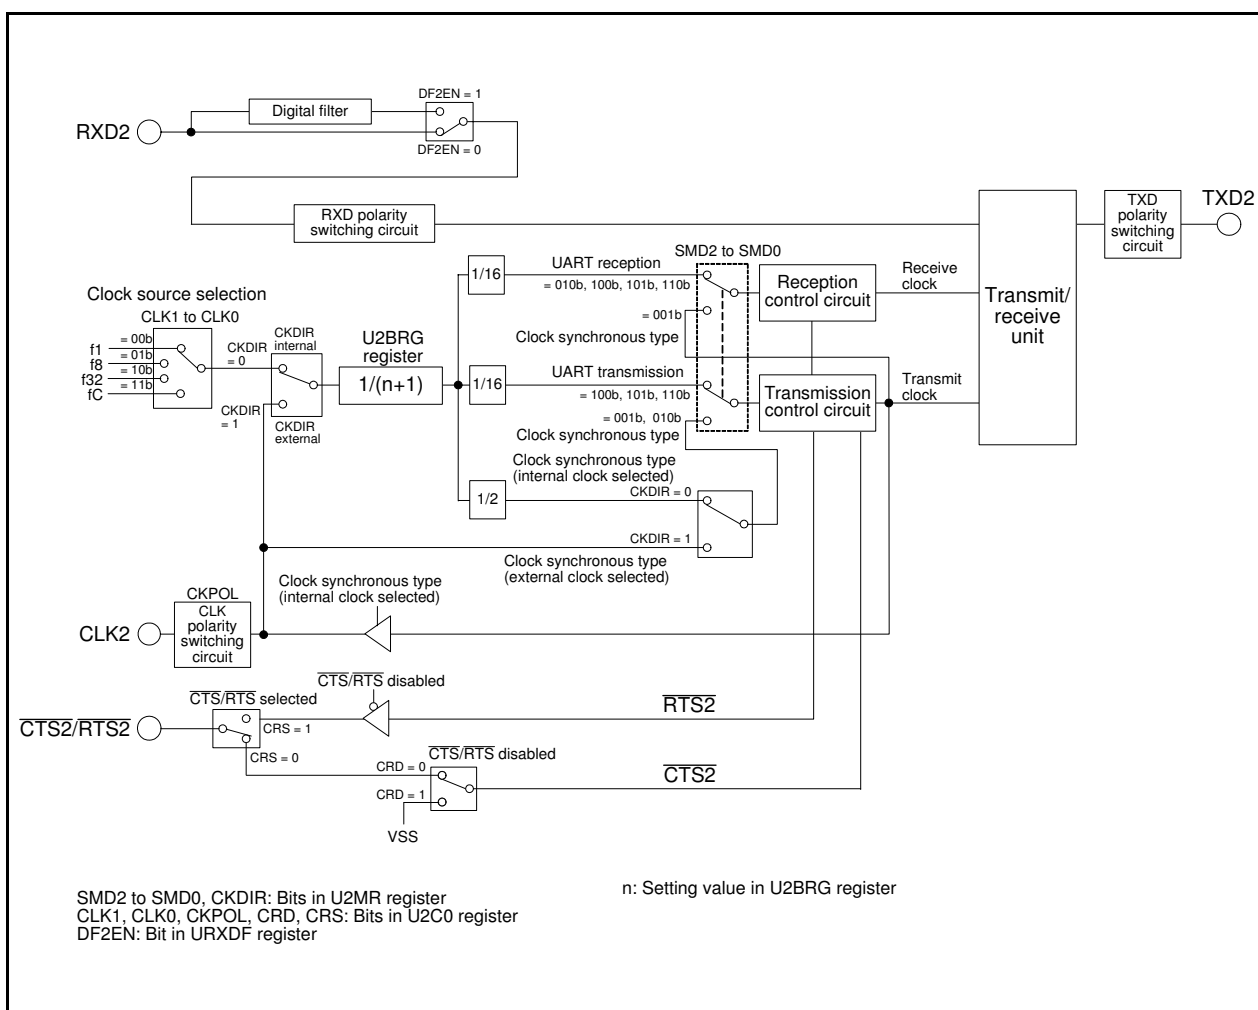 DF2EN = 1
Digital filter
RXD2
DF2EN = 0
TXD2
TXD
polarity
switching
circuit
RXD polarity
switching circuit
SMD2 to SMD0
UART reception
1/16
= 010b, 100b, 101b, 110b
Reception
control circuit
Receive
clock
Transmit/
receive
unit
Clock source selection
CLK1 to CLK0
= 00b
f1
= 01b
f8
= 10b
f32
= 11b
fC
CKDIR
= 0
CKDIR
internal
CKDIR
= 1
CKDIR
external
U2BRG
register
1/(n+1)
= 001b
Clock synchronous type
1/16
UART transmission
= 100b, 101b, 110b
Transmission
control circuit
Transmit
clock
= 001b, 010b
Clock synchronous type
Clock synchronous type
(internal clock selected)
1/2
CKDIR = 0
CKDIR = 1
Clock synchronous type
(external clock selected)
Clock synchronous type
(internal clock selected)
CKPOL
CLK
polarity
switching
circuit
CLK2
CTS/RTS disabled
CTS/RTS selected
RTS2
CTS2/RTS2
CRS = 1
CRS = 0
CTS/RTS disabled
CRD = 0
CTS2
CRD = 1
VSS
SMD2 to SMD0, CKDIR: Bits in U2MR register
CLK1, CLK0, CKPOL, CRD, CRS: Bits in U2C0 register
DF2EN: Bit in URXDF register
n: Setting value in U2BRG register